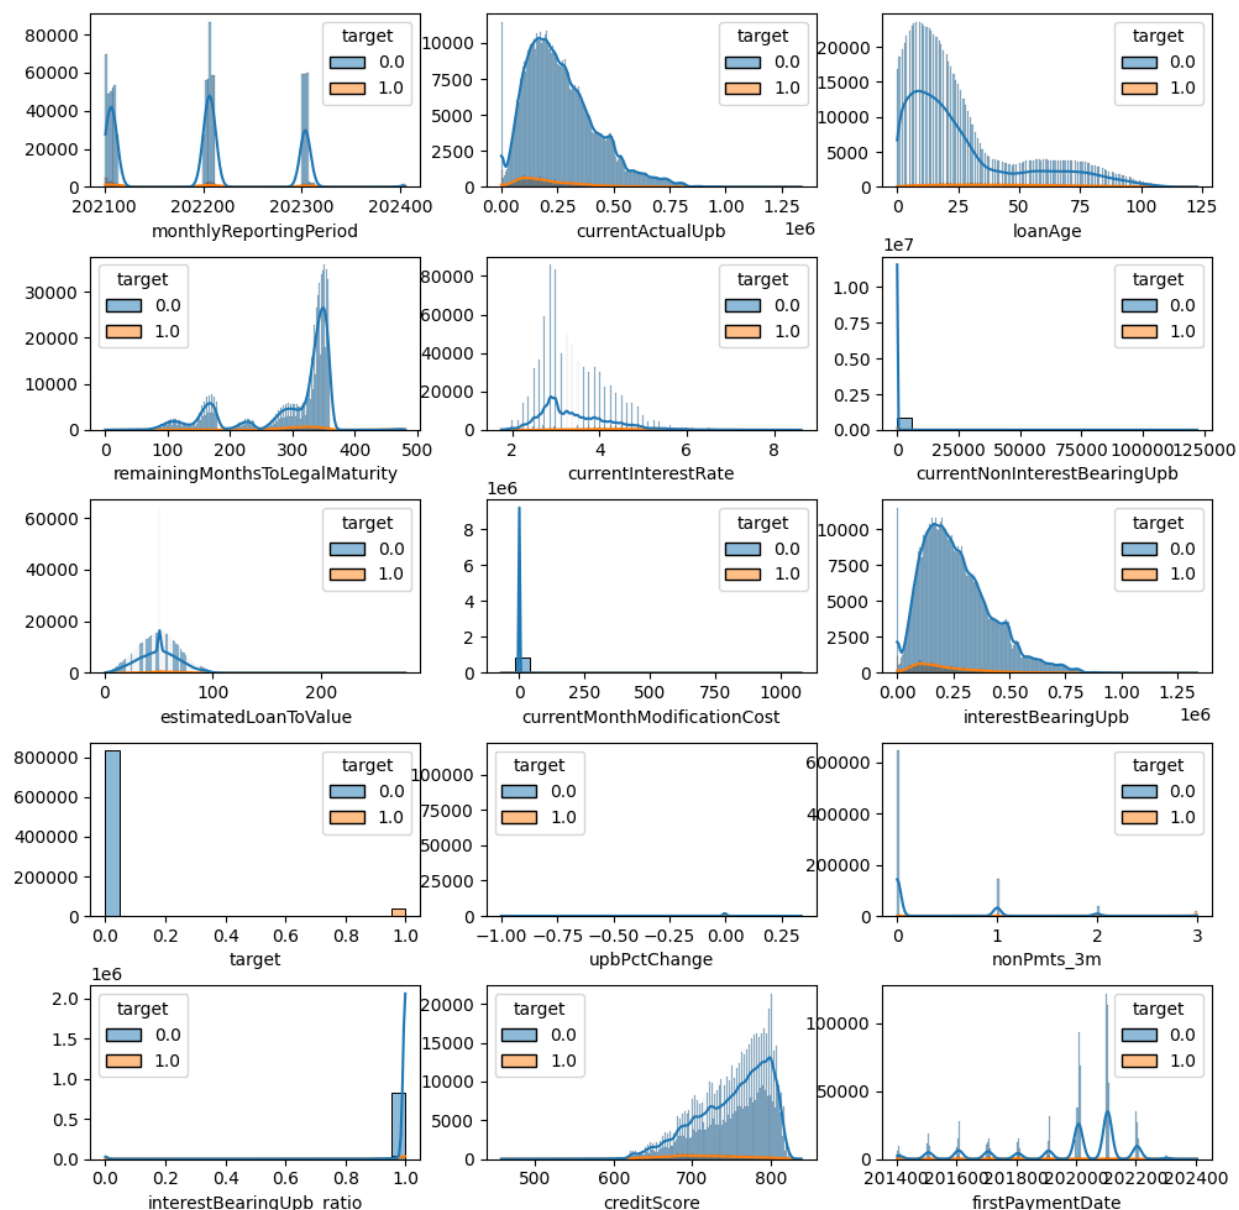 target
0.0
1.0
80000
60000
40000
20000
0
202100 202200 202300 202400
monthlyReportingPeriod
target
0.0
1.0
10000
7500
5000
2500
0
0.00 0.25 0.50 0.75 1.00 1.25
1e6
currentActualUpb
target
0.0
1.0
20000
15000
10000
5000
0
0 25 50 75 100 125
loanAge
target
0.0
1.0
30000
20000
10000
0
0 100 200 300 400 500
remainingMonthsToLegalMaturity
target
0.0
1.0
80000
60000
40000
20000
0
2 4 6 8
currentInterestRate
1e7
target
0.0
1.0
1.00
0.75
0.50
0.25
0.00
0 25000 50000 75000 100000 125000
currentNonInterestBearingUpb
target
0.0
1.0
60000
40000
20000
0
0 100 200
estimatedLoanToValue
1e6
target
0.0
1.0
8
6
4
2
0
0 250 500 750 1000
currentMonthModificationCost
target
0.0
1.0
10000
7500
5000
2500
0
0.00 0.25 0.50 0.75 1.00 1.25
1e6
interestBearingUpb
target
0.0
1.0
800000
600000
400000
200000
0
0.0 0.2 0.4 0.6 0.8 1.0
target
target
0.0
1.0
100000
75000
50000
25000
0
−1.00 −0.75 −0.50 −0.25 0.00 0.25
upbPctChange
target
0.0
1.0
600000
400000
200000
0
0 1 2 3
nonPmts_3m
1e6
target
0.0
1.0
2.0
1.5
1.0
0.5
0.0
0.0 0.2 0.4 0.6 0.8 1.0
interestBearingUpb_ratio
target
0.0
1.0
20000
15000
10000
5000
0
500 600 700 800
creditScore
target
0.0
1.0
100000
50000
0
201400 201600 201800 202000 202200 202400
firstPaymentDate